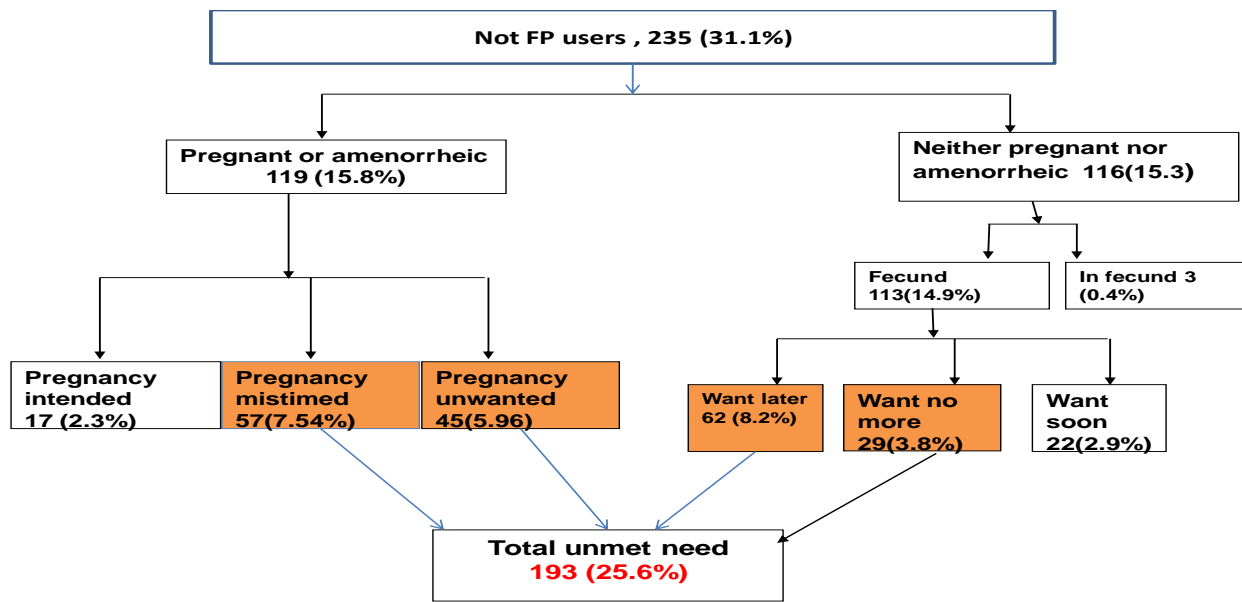 Not FP users , 235 (31.1%)
Pregnant or amenorrheic
119 (15.8%)
Neither pregnant nor
amenorrheic 116(15.3)
Fecund
113(14.9%)
In fecund 3
(0.4%)
Pregnancy
intended
17 (2.3%)
Pregnancy
mistimed
57(7.54%)
Pregnancy
unwanted
45(5.96)
Want later
62 (8.2%)
Want no
more
29(3.8%)
Want
soon
22(2.9%)
Total unmet need
193 (25.6%)